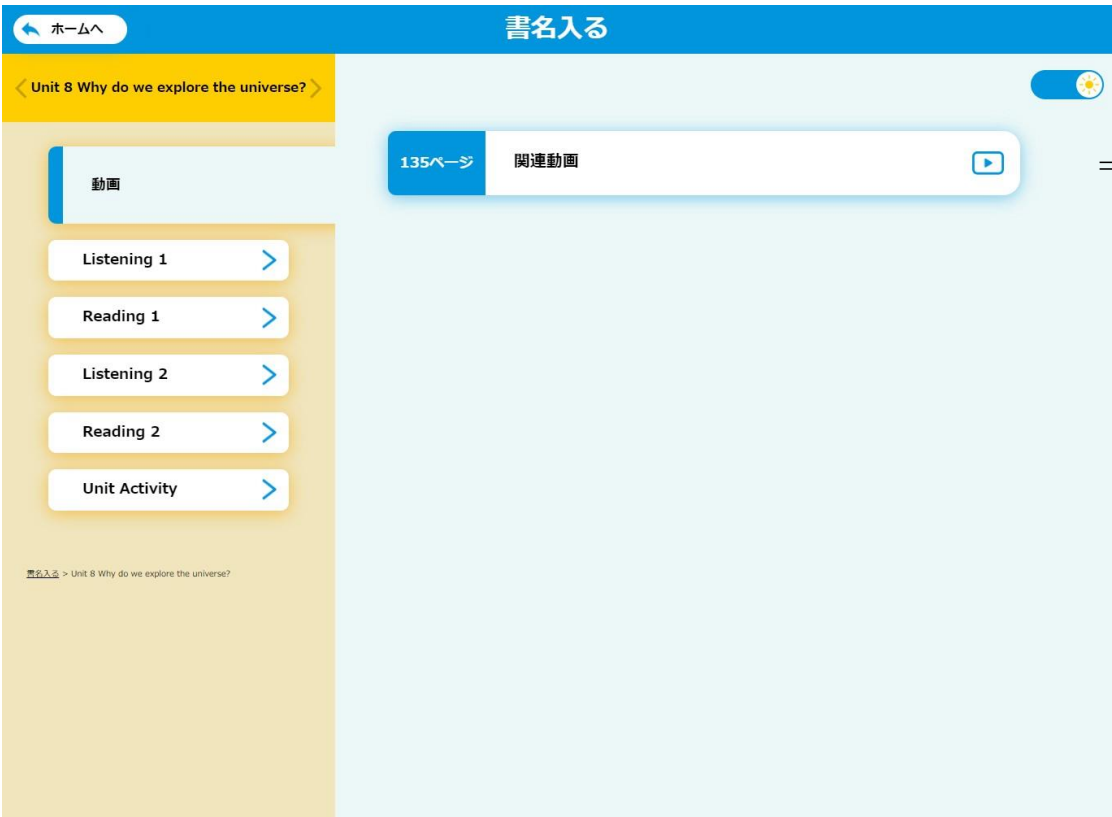 ホームへ
書名入る
Unit 8 Why do we explore the universe?
動画
Listening 1
Reading 1
Listening 2
Reading 2
Unit Activity
書名入る > Unit 8 Why do we explore the universe?
135ページ 関連動画